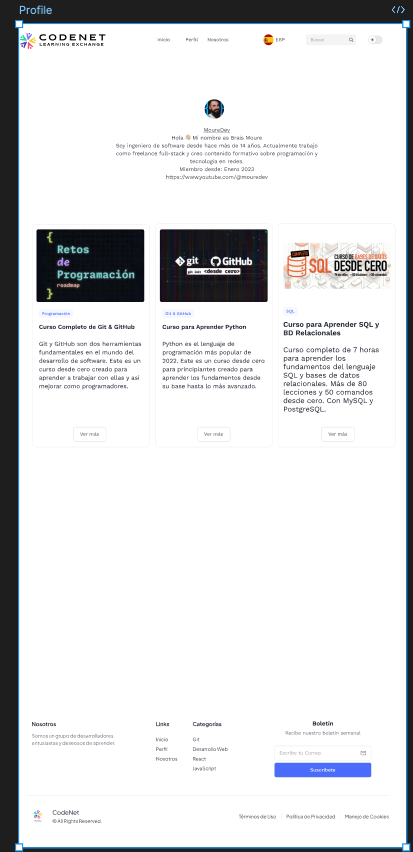 Profile
</>
CODENET
LEARNING EXCHANGE
Inicio Perfil Nosotros ESP Buscar
MoureDev
Hola 👋 Mi nombre es Brais Moure
Soy ingeniero de software desde hace más de 14 años. Actualmente trabajo
como freelance full-stack y creo contenido formativo sobre programación y
tecnología en redes.
Miembro desde: Enero 2023
https://www.youtube.com/@mouredev
{
Retos
de
Programación
roadmap
}
Programación
Curso Completo de Git & GitHub
Git y GitHub son dos herramientas
fundamentales en el mundo del
desarrollo de software. Este es un
curso desde cero creado para
aprender a trabajar con ellas y así
mejorar como programadores.
Ver más
git GitHub
git init <desde cero>
Git & GitHub
Curso para Aprender Python
Python es el lenguaje de
programación más popular de
2022. Este es un curso desde cero
para principiantes creado para
aprender los fundamentos desde
su base hasta lo más avanzado.
Ver más
SQL
CURSO DE BASES DE DATOS
DESDE CERO
SQL
Curso para Aprender SQL y
BD Relacionales
Curso completo de 7 horas
para aprender los
fundamentos del lenguaje
SQL y bases de datos
relacionales. Más de 80
lecciones y 50 comandos
desde cero. Con MySQL y
PostgreSQL.
Ver más
Nosotros
Somos un grupo de desarrolladores
entusiastas y deseosos de aprender.
Links
Inicio
Perfil
Nosotros
Categorías
Git
Desarrollo Web
React
JavaScript
Boletín
Recibe nuestro boletín semanal
Escribe tu Correo
Suscríbete
CodeNet
© All Rights Reserved.
Términos de Uso Política de Privacidad Manejo de Cookies